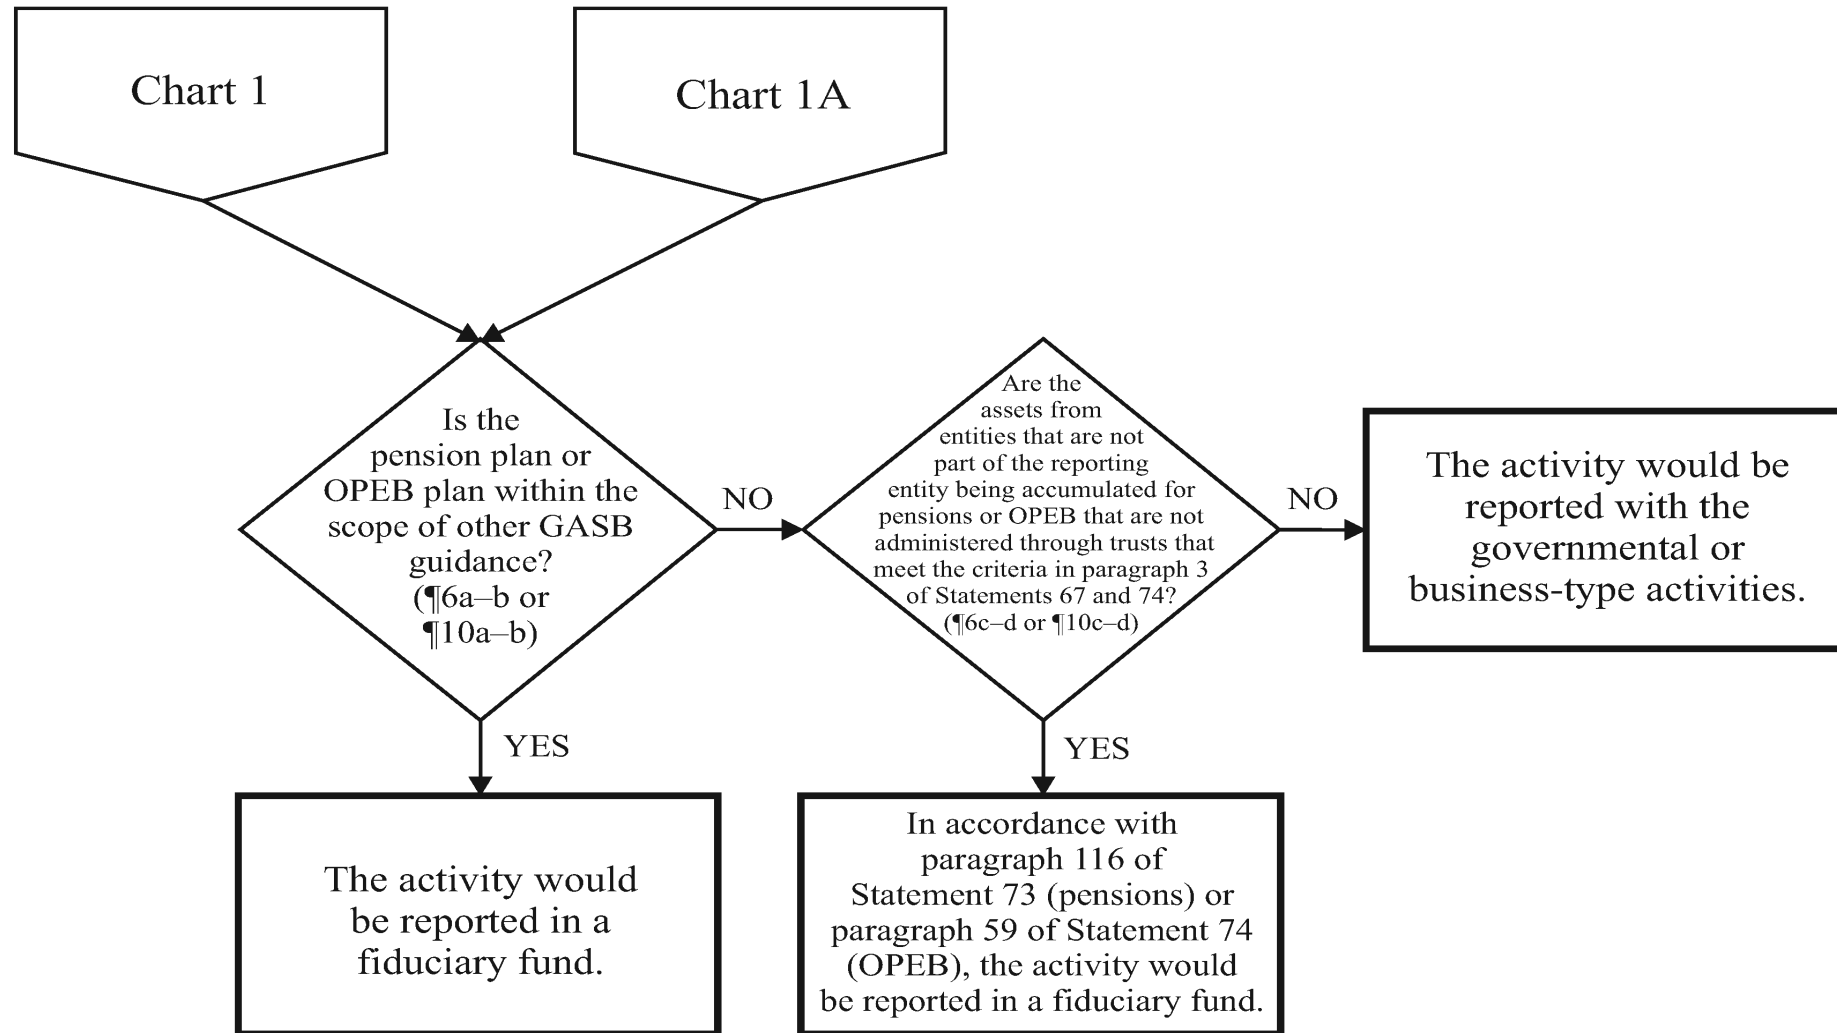 Chart 1
Chart 1A
Is the
pension plan or
OPEB plan within the
scope of other GASB
guidance?
(¶6a–b or
¶10a–b)
NO
Are the
assets from
entities that are not
part of the reporting
entity being accumulated for
pensions or OPEB that are not
administered through trusts that
meet the criteria in paragraph 3
of Statements 67 and 74?
(¶6c–d or ¶10c–d)
NO
The activity would be
reported with the
governmental or
business-type activities.
YES
YES
The activity would
be reported in a
fiduciary fund.
In accordance with
paragraph 116 of
Statement 73 (pensions) or
paragraph 59 of Statement 74
(OPEB), the activity would
be reported in a fiduciary fund.